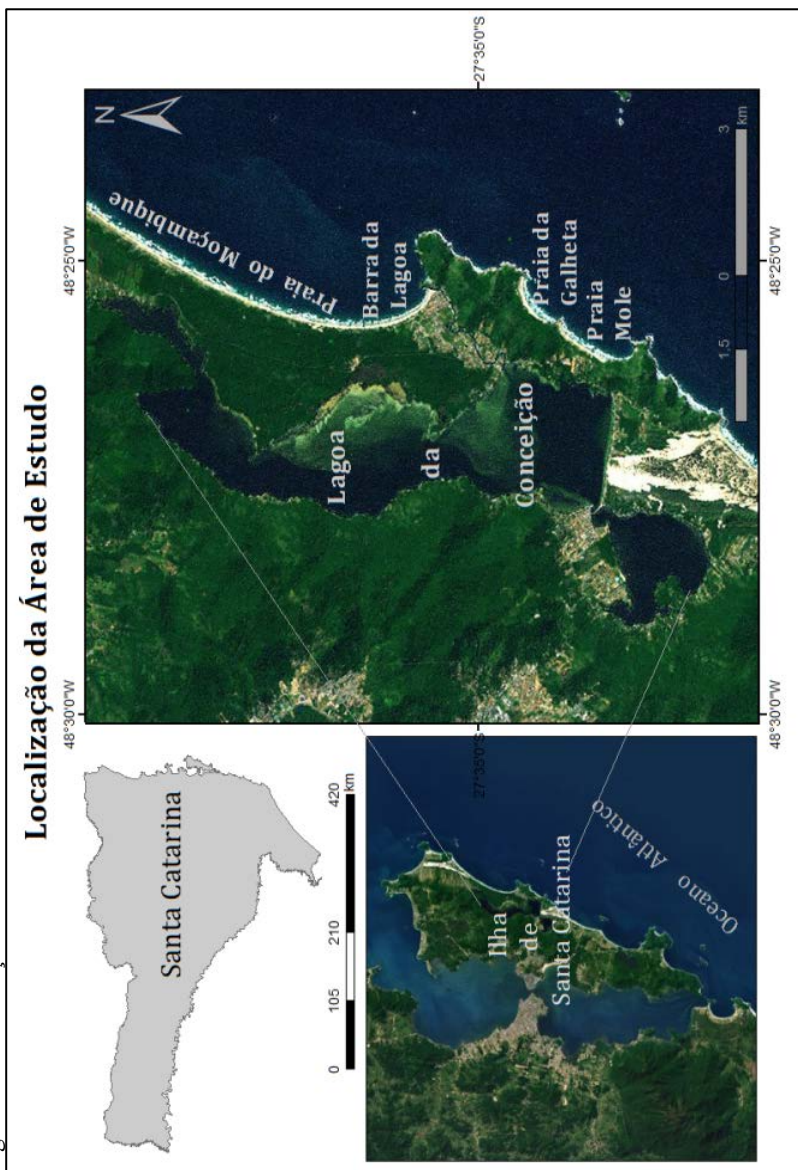 Localização da Área de Estudo
Santa Catarina
0 105 210 420
km
Ilha de
Santa Catarina
Oceano Atlântico
48°30'0"W
48°25'0"W
27°35'0"S
27°35'0"S
48°30'0"W
48°25'0"W
N
Praia do Moçambique
Barra da
Lagoa
Lagoa
da
Conceição
Praia da
Galheta
Praia
Mole
1.5 0 3
km